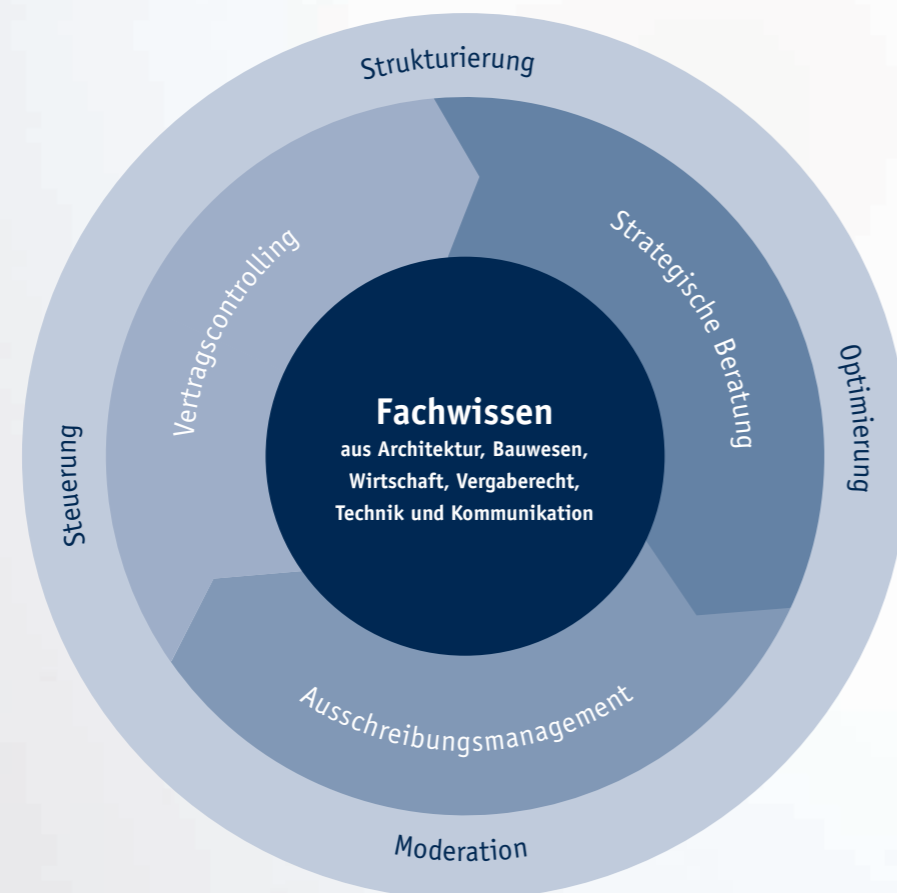 Strukturierung
Strategische Beratung
Vertragscontrolling
Optimierung
Fachwissen
aus Architektur, Bauwesen,
Wirtschaft, Vergaberecht,
Technik und Kommunikation
Steuerung
Ausschreibungsmanagement
Moderation